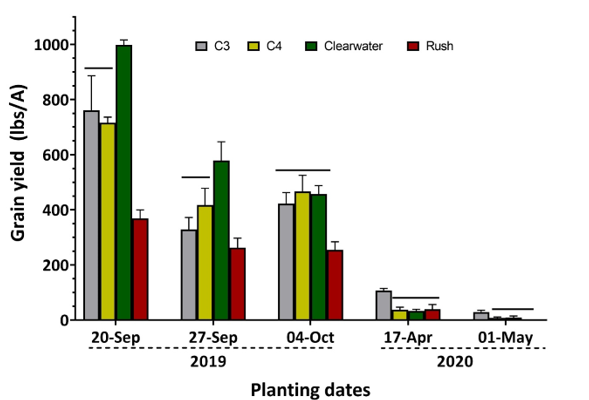 Grain yield (lbs/A)
1000
800
600
400
200
0
C3 C4 Clearwater Rush
20-Sep 27-Sep 04-Oct 17-Apr 01-May
2019 2020
Planting dates